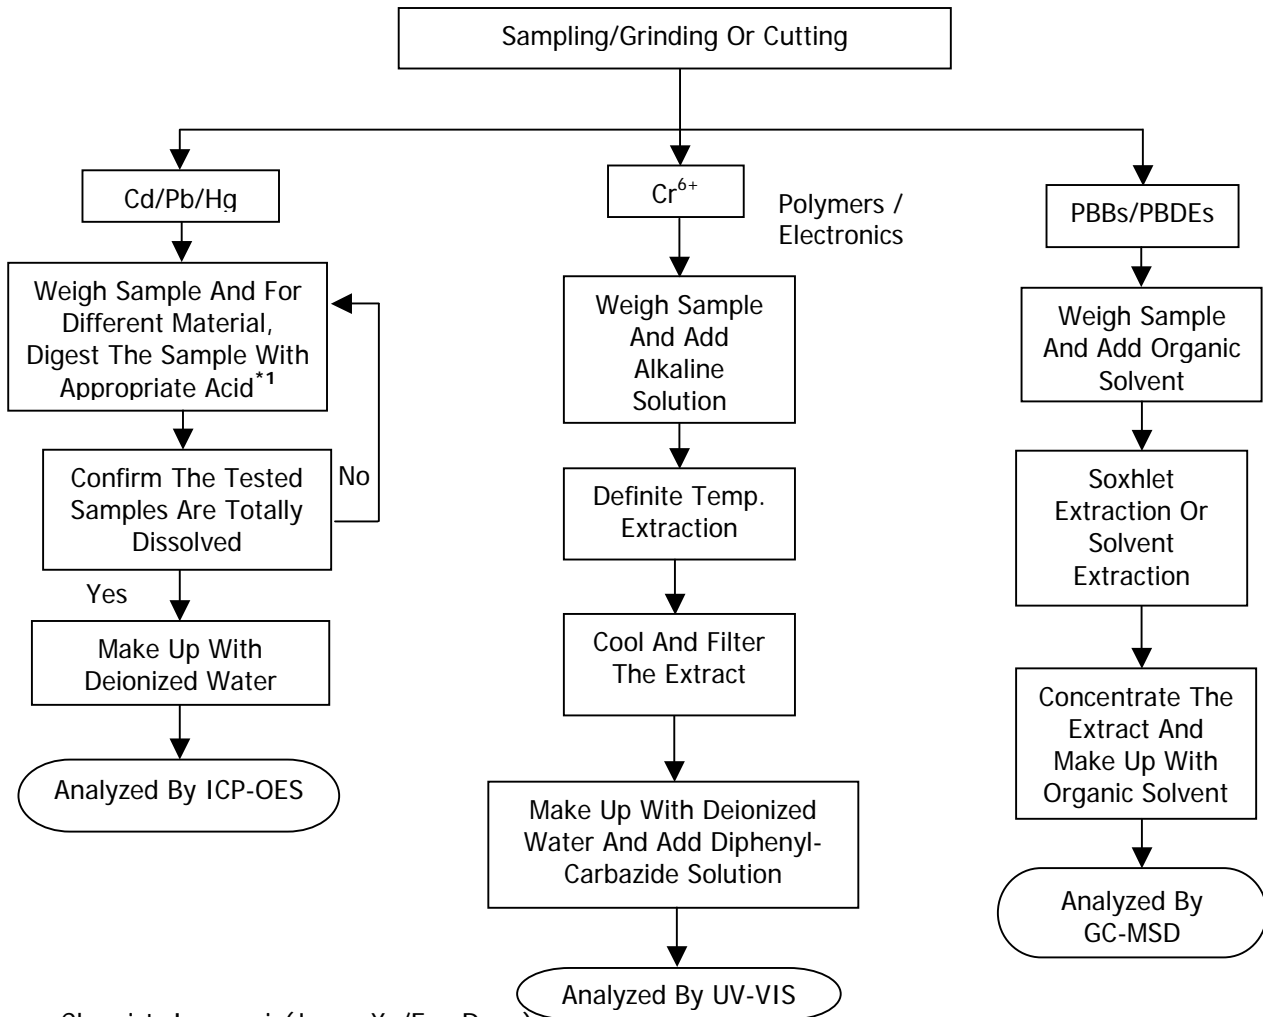 Sampling/Grinding Or Cutting
Cd/Pb/Hg
Weigh Sample And For
Different Material,
Digest The Sample With
Appropriate Acid*1
Confirm The Tested
Samples Are Totally
Dissolved
No
Yes
Make Up With
Deionized Water
Analyzed By ICP-OES
Cr6+
Polymers /
Electronics
Weigh Sample
And Add
Alkaline
Solution
Definite Temp.
Extraction
Cool And Filter
The Extract
Make Up With Deionized
Water And Add Diphenyl-
Carbazide Solution
Analyzed By UV-VIS
PBBs/PBDEs
Weigh Sample
And Add Organic
Solvent
Soxhlet
Extraction Or
Solvent
Extraction
Concentrate The
Extract And
Make Up With
Organic Solvent
Analyzed By
GC-MSD